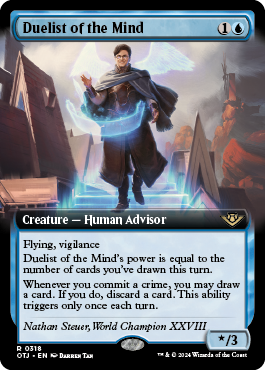 Duelist of the Mind 1
Creature — Human Advisor
Flying, vigilance
Duelist of the Mind's power is equal to the
number of cards you've drawn this turn.
Whenever you commit a crime, you may draw
a card. If you do, discard a card. This ability
triggers only once each turn.
Nathan Steuer, World Champion XXVIII
★/3
R 0318
OTJ • EN Darren Tan
™ & © 2024 Wizards of the Coast